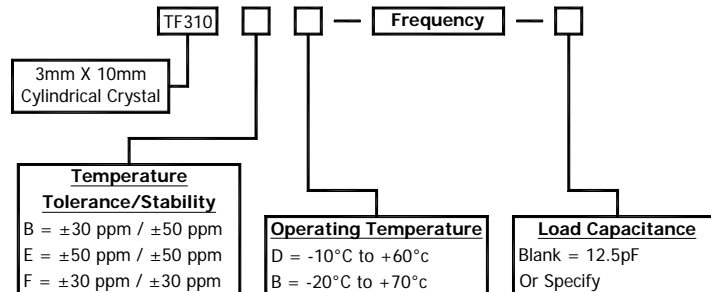 TF310
Frequency
3mm X 10mm
Cylindrical Crystal
Temperature
Tolerance/Stability
B = ±30 ppm / ±50 ppm
E = ±50 ppm / ±50 ppm
F = ±30 ppm / ±30 ppm
Operating Temperature
D = -10°C to +60°c
B = -20°C to +70°c
Load Capacitance
Blank = 12.5pF
Or Specify